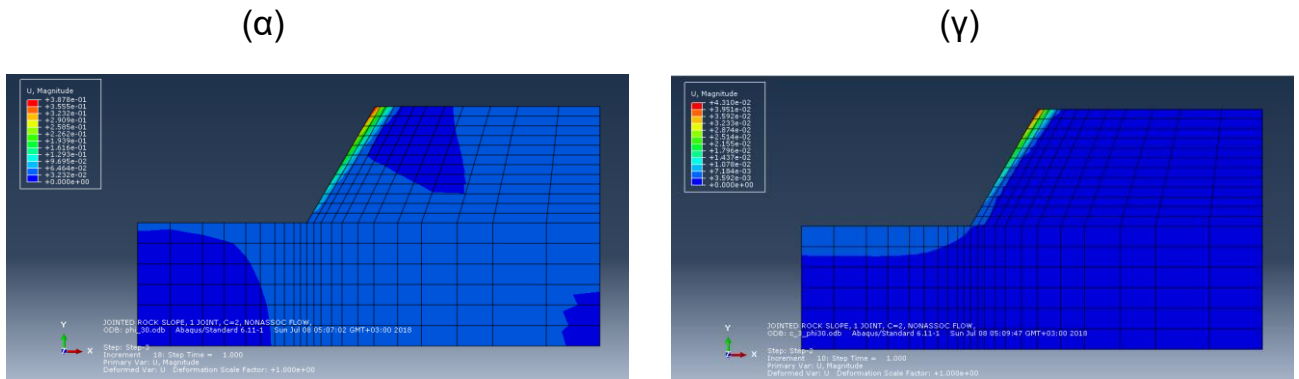 (α)
(γ)
U, Magnitude
+3.878e-01
+3.555e-01
+3.232e-01
+2.909e-01
+2.585e-01
+2.262e-01
+1.939e-01
+1.616e-01
+1.293e-01
+9.695e-02
+6.464e-02
+3.232e-02
+0.000e+00
Y
X
JOINTED ROCK SLOPE, 1 JOINT, C=2, NONASSOC FLOW,
ODB: phi_30.odb Abaqus/Standard 6.11-1 Sun Jul 08 05:07:02 GMT+03:00 2018
Step: Step-3
Increment 18: Step Time = 1.000
Primary Var: U, Magnitude
Deformed Var: U Deformation Scale Factor: +1.000e+00
U, Magnitude
+4.310e-02
+3.951e-02
+3.592e-02
+3.233e-02
+2.874e-02
+2.514e-02
+2.155e-02
+1.796e-02
+1.437e-02
+1.078e-02
+7.184e-03
+3.592e-03
+0.000e+00
Y
X
JOINTED ROCK SLOPE, 1 JOINT, C=2, NONASSOC FLOW,
Abaqus/Standard 6.11-1 Sun Jul 08 05:09:47 GMT+03:00 2018
Step: Step-2
Increment 10: Step Time = 1.000
Primary Var: U, Magnitude
Deformed Var: U Deformation Scale Factor: +1.000e+00